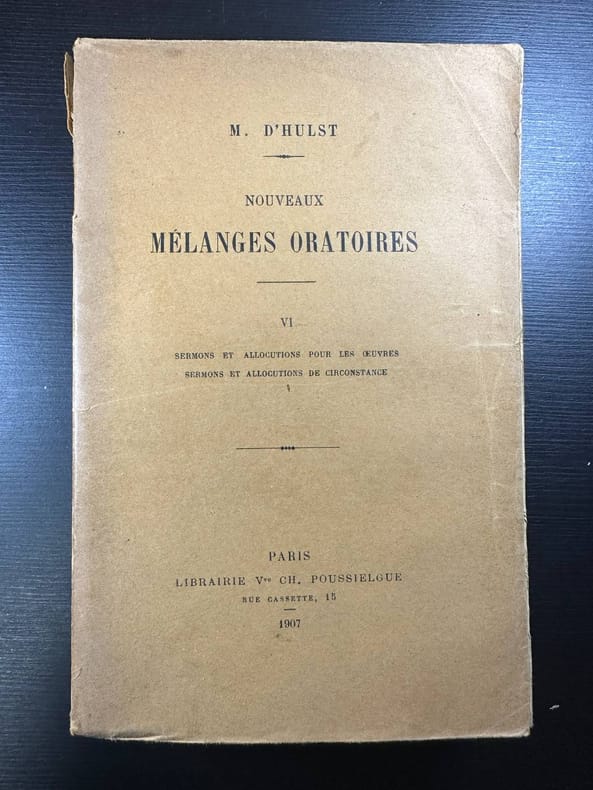 M. D'HULST
NOUVEAUX
MÉLANGES ORATOIRES
VI
SERMONS ET ALLOCUTIONS POUR LES ŒUVRES
SERMONS ET ALLOCUTIONS DE CIRCONSTANCE
PARIS
LIBRAIRIE Vve CH. POUSSIELGUE
RUE CASSETTE, 15
1907